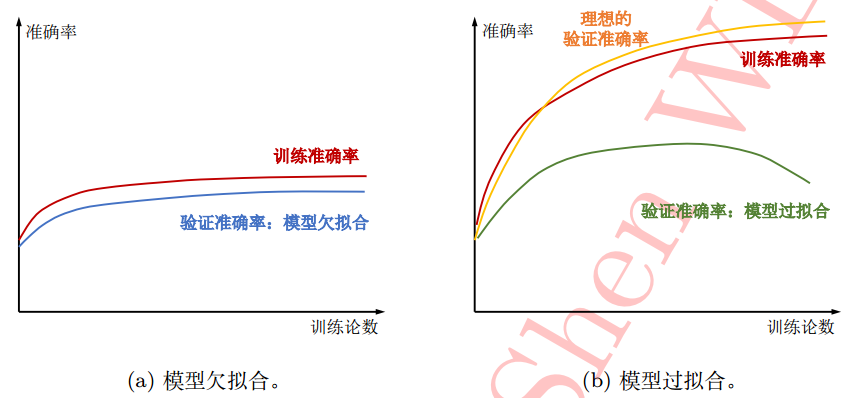 准确率
训练准确率
验证准确率：模型欠拟合
训练论数
(a) 模型欠拟合。
准确率
理想的
验证准确率
训练准确率
验证准确率：模型过拟合
训练论数
(b) 模型过拟合。
Shen W